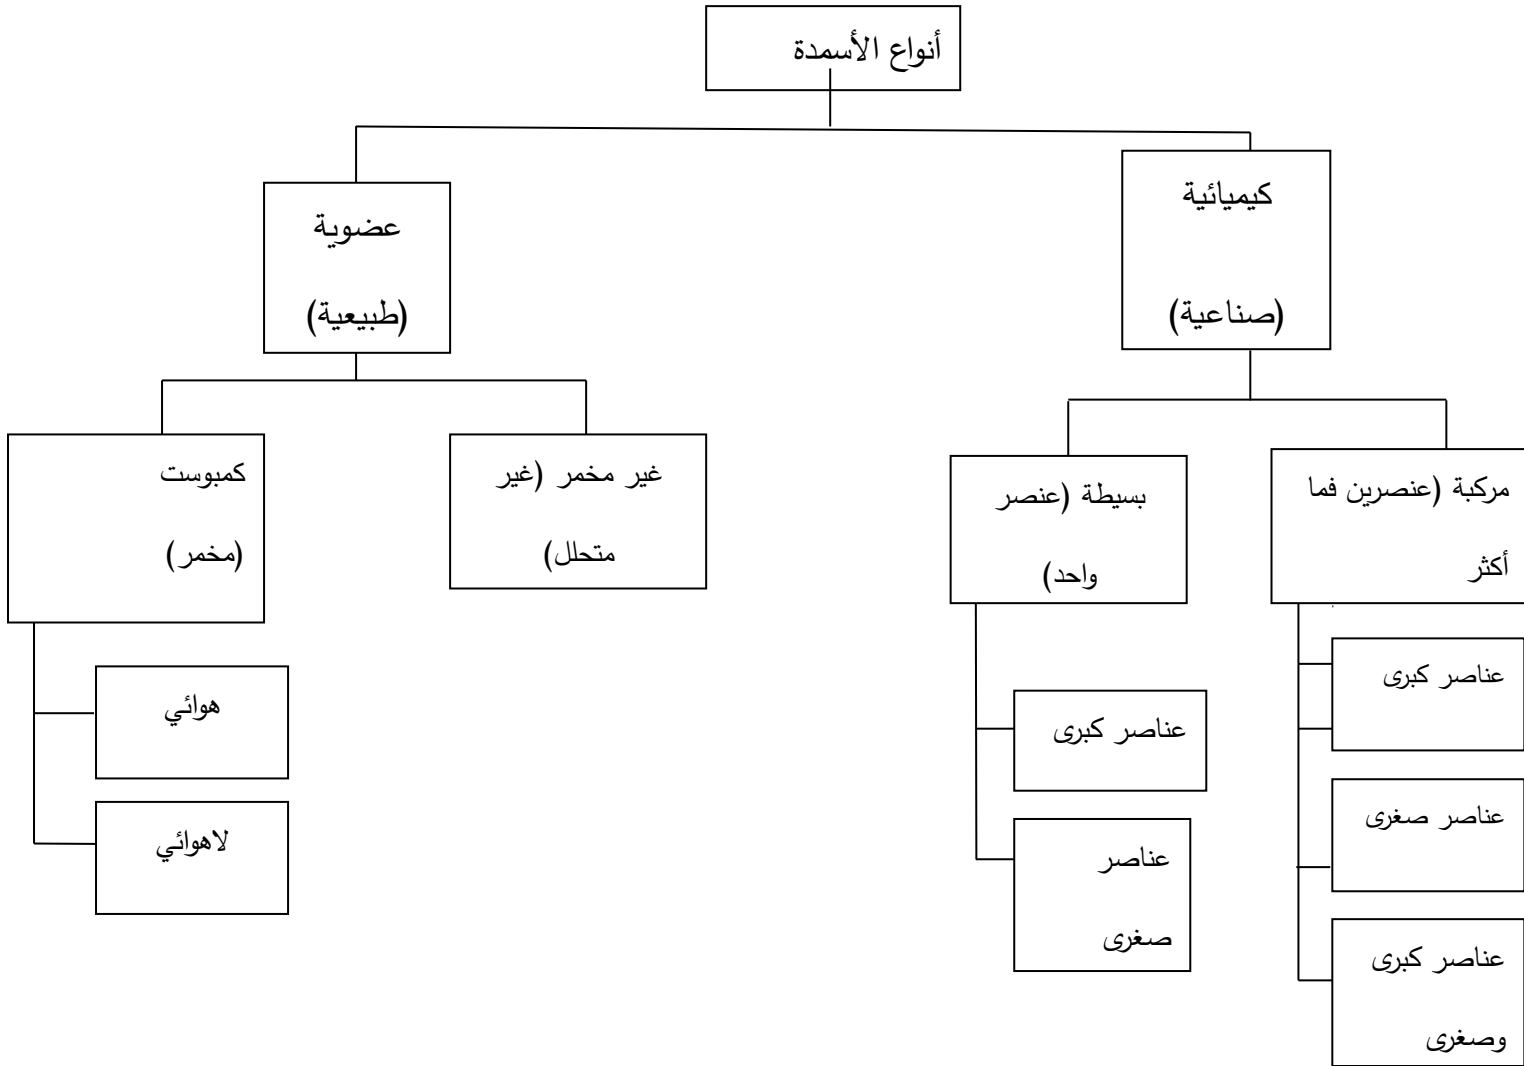 أنواع الأسمدة
كيميائية
(صناعية)
عضوية
(طبيعية)
مركبة (عنصرين فما
أكثر
بسيطة (عنصر
واحد)
غير مخمر (غير
متحلل)
كمبوست
(مخمر)
عناصر كبرى
عناصر صغرى
عناصر كبرى
وصغرى
عناصر كبرى
عناصر
صغرى
هوائي
لاهوائي